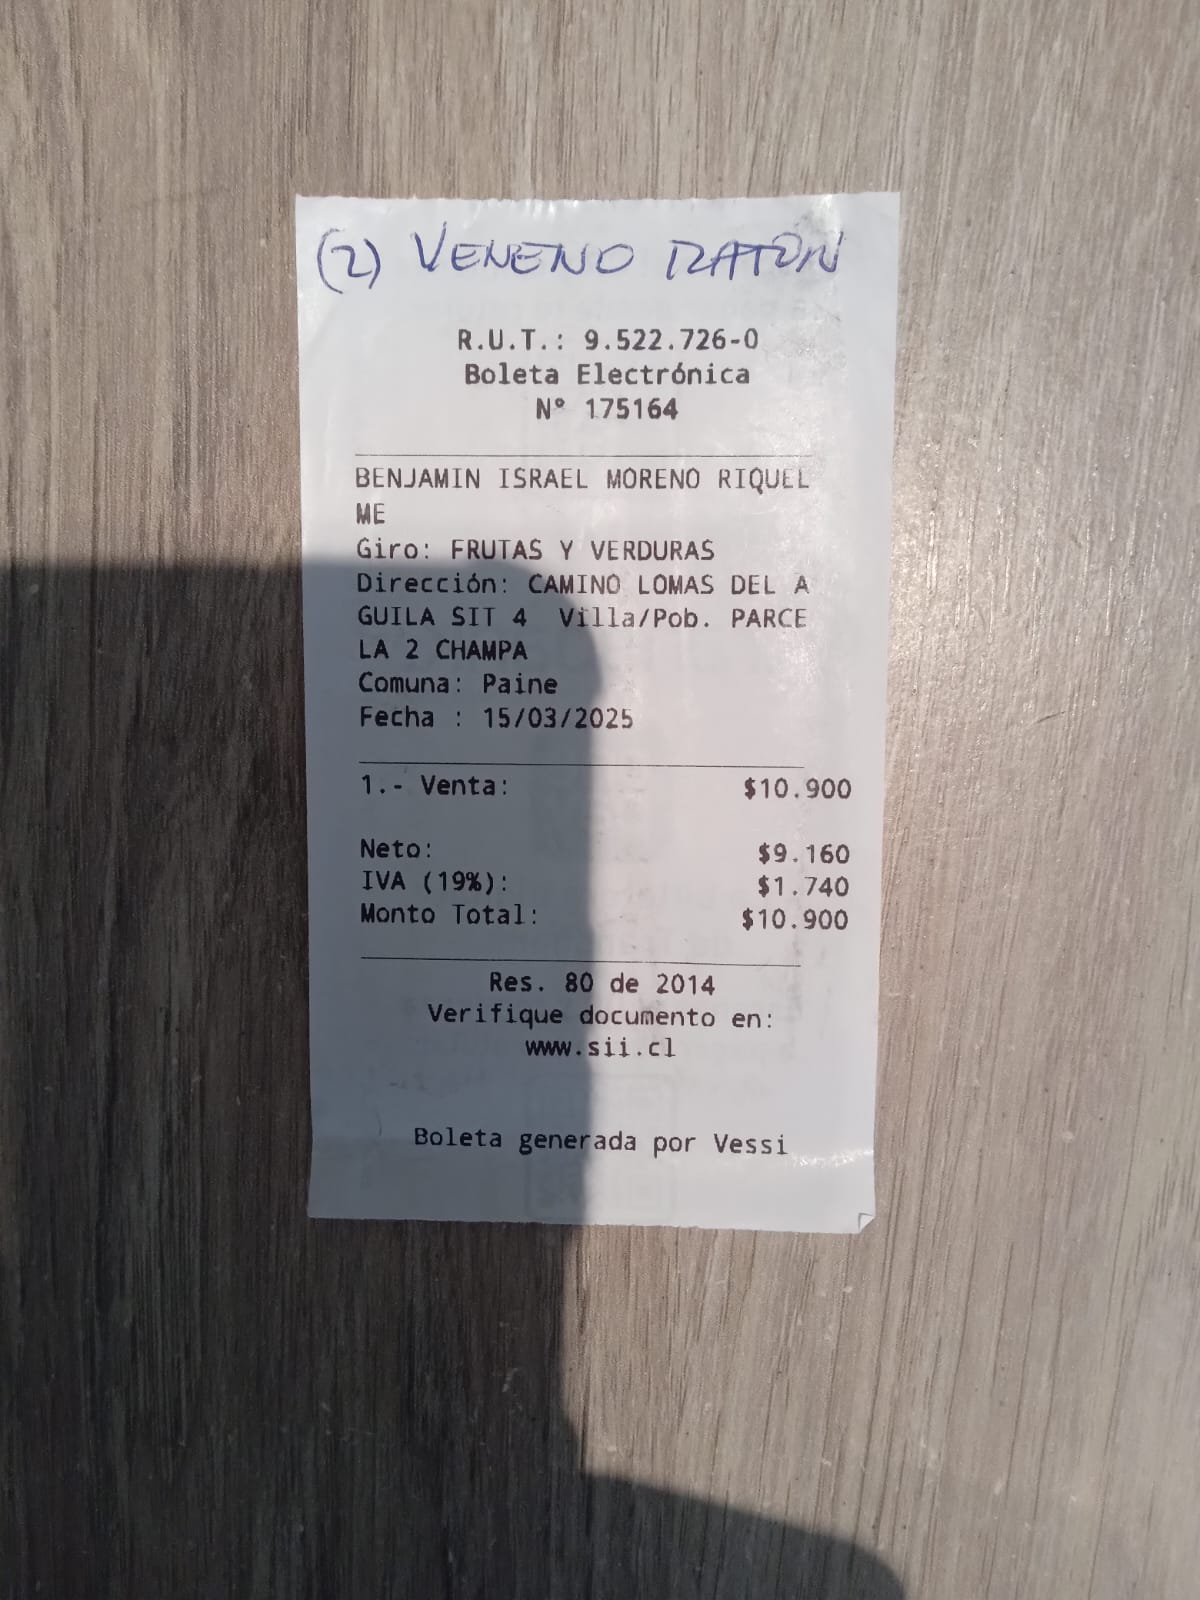 (2) VENENO RATON
R.U.T.: 9.522.726-0
Boleta Electrónica
N° 175164
BENJAMIN ISRAEL MORENO RIQUEL
ME
Giro: FRUTAS Y VERDURAS
Dirección: CAMINO LOMAS DEL A
GUILA SIT 4 Villa/Pob. PARCE
LA 2 CHAMPA
Comuna: Paine
Fecha : 15/03/2025
1.- Venta: $10.900
Neto: $9.160
IVA (19%): $1.740
Monto Total: $10.900
Res. 80 de 2014
Verifique documento en:
www.sii.cl
Boleta generada por Vessi